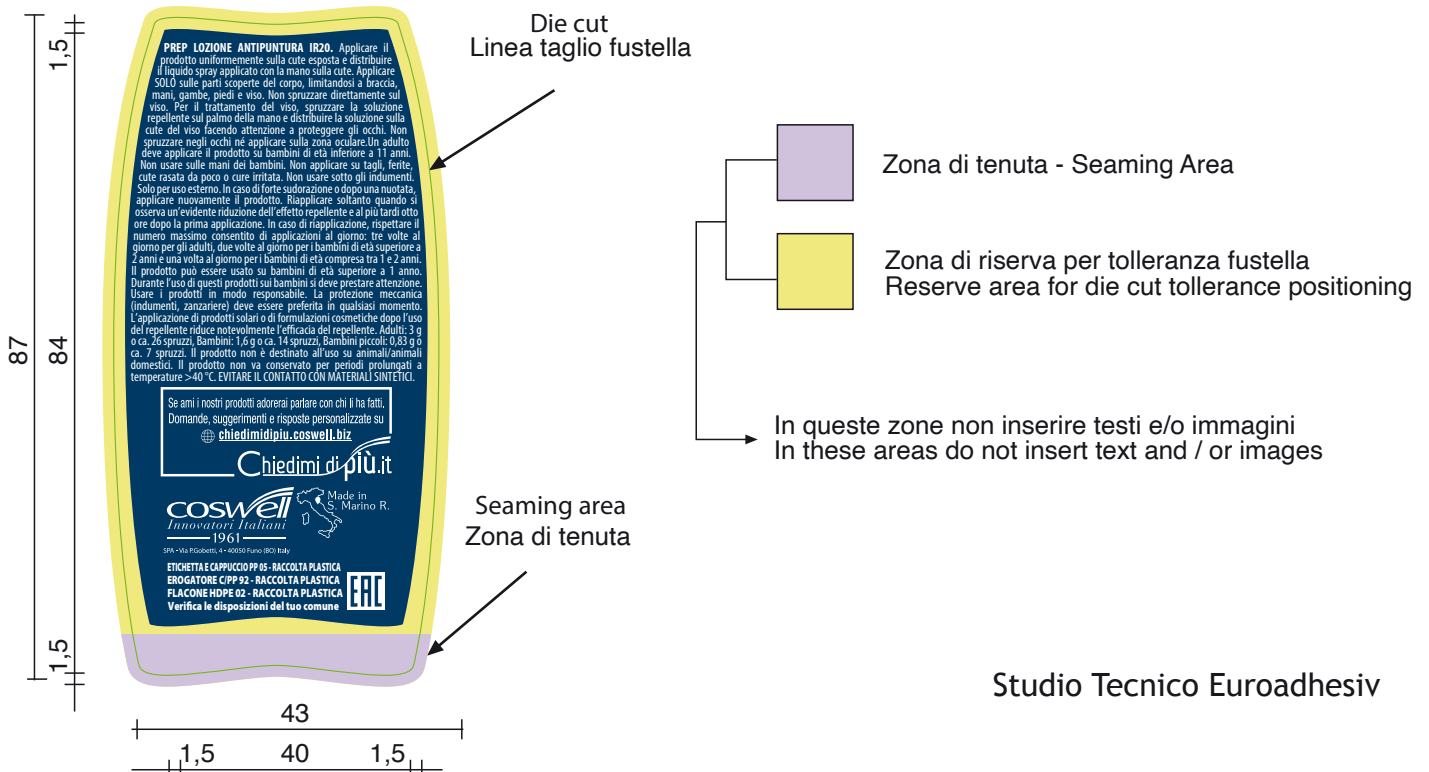 1,5
87
84
1,5
43
1,5
40
1,5
PREP LOZIONE ANTIPUNTURA IR20. Applicare il
prodotto uniformemente sulla cute esposta e distribuire
il liquido spray applicato con la mano sulla cute. Applicare
SOLO sulle parti scoperte del corpo, limitandosi a braccia,
mani, gambe, piedi e viso. Non spruzzare direttamente sul
viso. Per il trattamento del viso, spruzzare la soluzione
repellente sul palmo della mano e distribuire la soluzione sulla
cute del viso facendo attenzione a proteggere gli occhi. Non
spruzzare negli occhi né applicare sulla zona oculare.Un adulto
deve applicare il prodotto su bambini di età inferiore a 11 anni.
Non usare sulle mani dei bambini. Non applicare su tagli, ferite,
cute rasata da poco o cure irritata. Non usare sotto gli indumenti.
Solo per uso esterno. In caso di forte sudorazione o dopo una nuotata,
applicare nuovamente il prodotto. Riapplicare soltanto quando si
osserva un'evidente riduzione dell'effetto repellente e al più tardi otto
ore dopo la prima applicazione. In caso di riapplicazione, rispettare il
numero massimo consentito di applicazioni al giorno: tre volte al
giorno per gli adulti, due volte al giorno per i bambini di età superiore a
2 anni e una volta al giorno per i bambini di età compresa tra 1 e 2 anni.
Il prodotto può essere usato su bambini di età superiore a 1 anno.
Durante l'uso di questi prodotti sui bambini si deve prestare attenzione.
Usare i prodotti in modo responsabile. La protezione meccanica
(indumenti, zanzariere) deve essere preferita in qualsiasi momento.
L'applicazione di prodotti solari o di formulazioni cosmetiche dopo l'uso
del repellente riduce notevolmente l'efficacia del repellente. Adulti: 3 g
o ca. 26 spruzzi, Bambini: 1,6 g o ca. 14 spruzzi, Bambini piccoli: 0,83 g o
ca. 7 spruzzi. Il prodotto non è destinato all'uso su animali/animali
domestici. Il prodotto non va conservato per periodi prolungati a
temperature >40 °C. EVITARE IL CONTATTO CON MATERIALI SINTETICI.
Se ami i nostri prodotti adorerai parlare con chi li ha fatti.
Domande, suggerimenti e risposte personalizzate su
chiedimidipiu.coswell.biz
Chiedimi di più.it
coswell
Innovatori Italiani
1961
Made in
S. Marino R.
SPA • Via P.Gobetti, 4 • 40050 Funo (BO) Italy
ETICHETTA E CAPPUCCIO PP 05 - RACCOLTA PLASTICA
EROGATORE C/PP 92 - RACCOLTA PLASTICA
FLACONE HDPE 02 - RACCOLTA PLASTICA
Verifica le disposizioni del tuo comune
EAC
Die cut
Linea taglio fustella
Seaming area
Zona di tenuta
Zona di tenuta - Seaming Area
Zona di riserva per tolleranza fustella
Reserve area for die cut tollerance positioning
In queste zone non inserire testi e/o immagini
In these areas do not insert text and / or images
Studio Tecnico Euroadhesiv